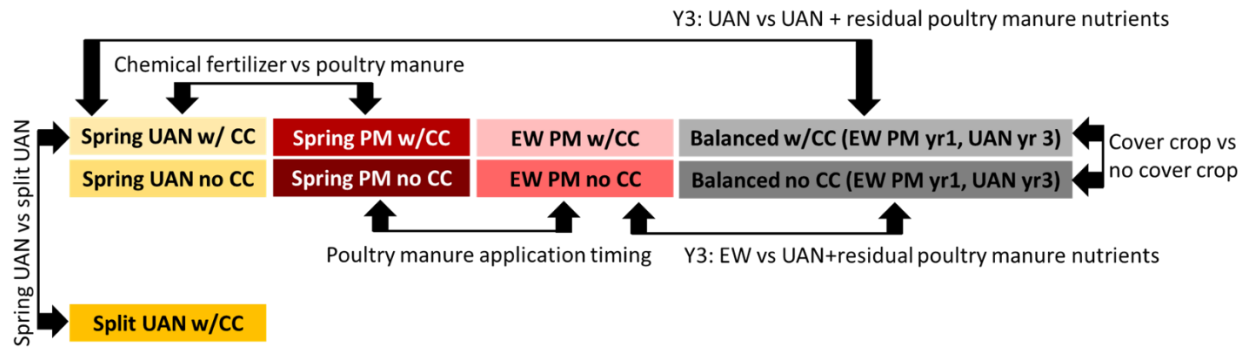 Y3: UAN vs UAN + residual poultry manure nutrients
Chemical fertilizer vs poultry manure
Spring UAN vs split UAN
Spring UAN w/ CC
Spring PM w/CC
EW PM w/CC
Balanced w/CC (EW PM yr1, UAN yr 3)
Spring UAN no CC
Spring PM no CC
EW PM no CC
Balanced no CC (EW PM yr1, UAN yr3)
Cover crop vs
no cover crop
Poultry manure application timing
Y3: EW vs UAN+residual poultry manure nutrients
Split UAN w/CC